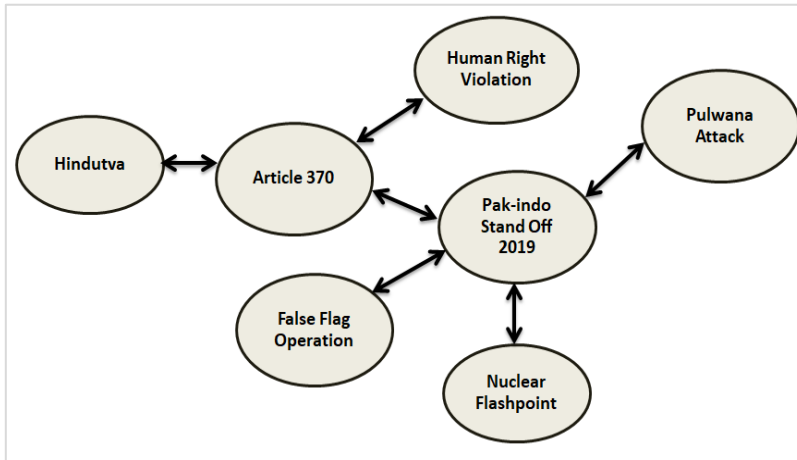 Human Right
Violation
Pulwana
Attack
Hindutva
Article 370
Pak-indo
Stand Off
2019
False Flag
Operation
Nuclear
Flashpoint